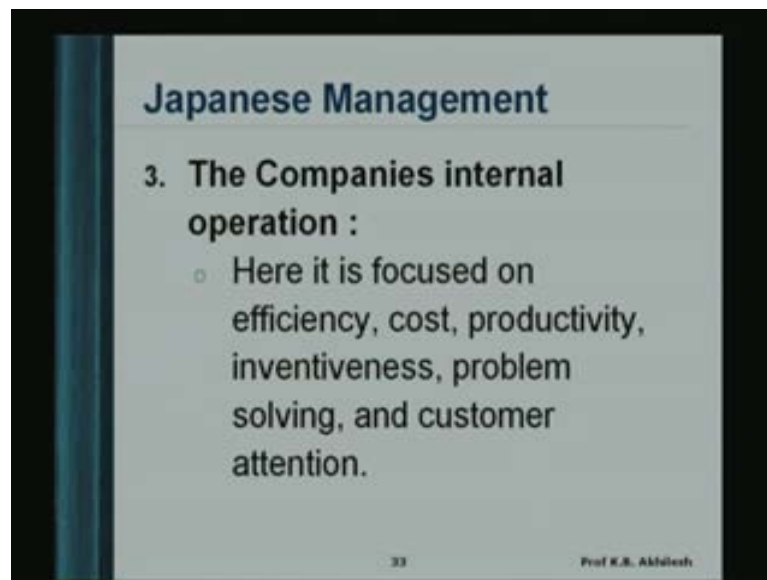 Japanese Management
3. The Companies internal
operation :
o Here it is focused on
efficiency, cost, productivity,
inventiveness, problem
solving, and customer
attention.
33
Prof K.B. Akhilesh